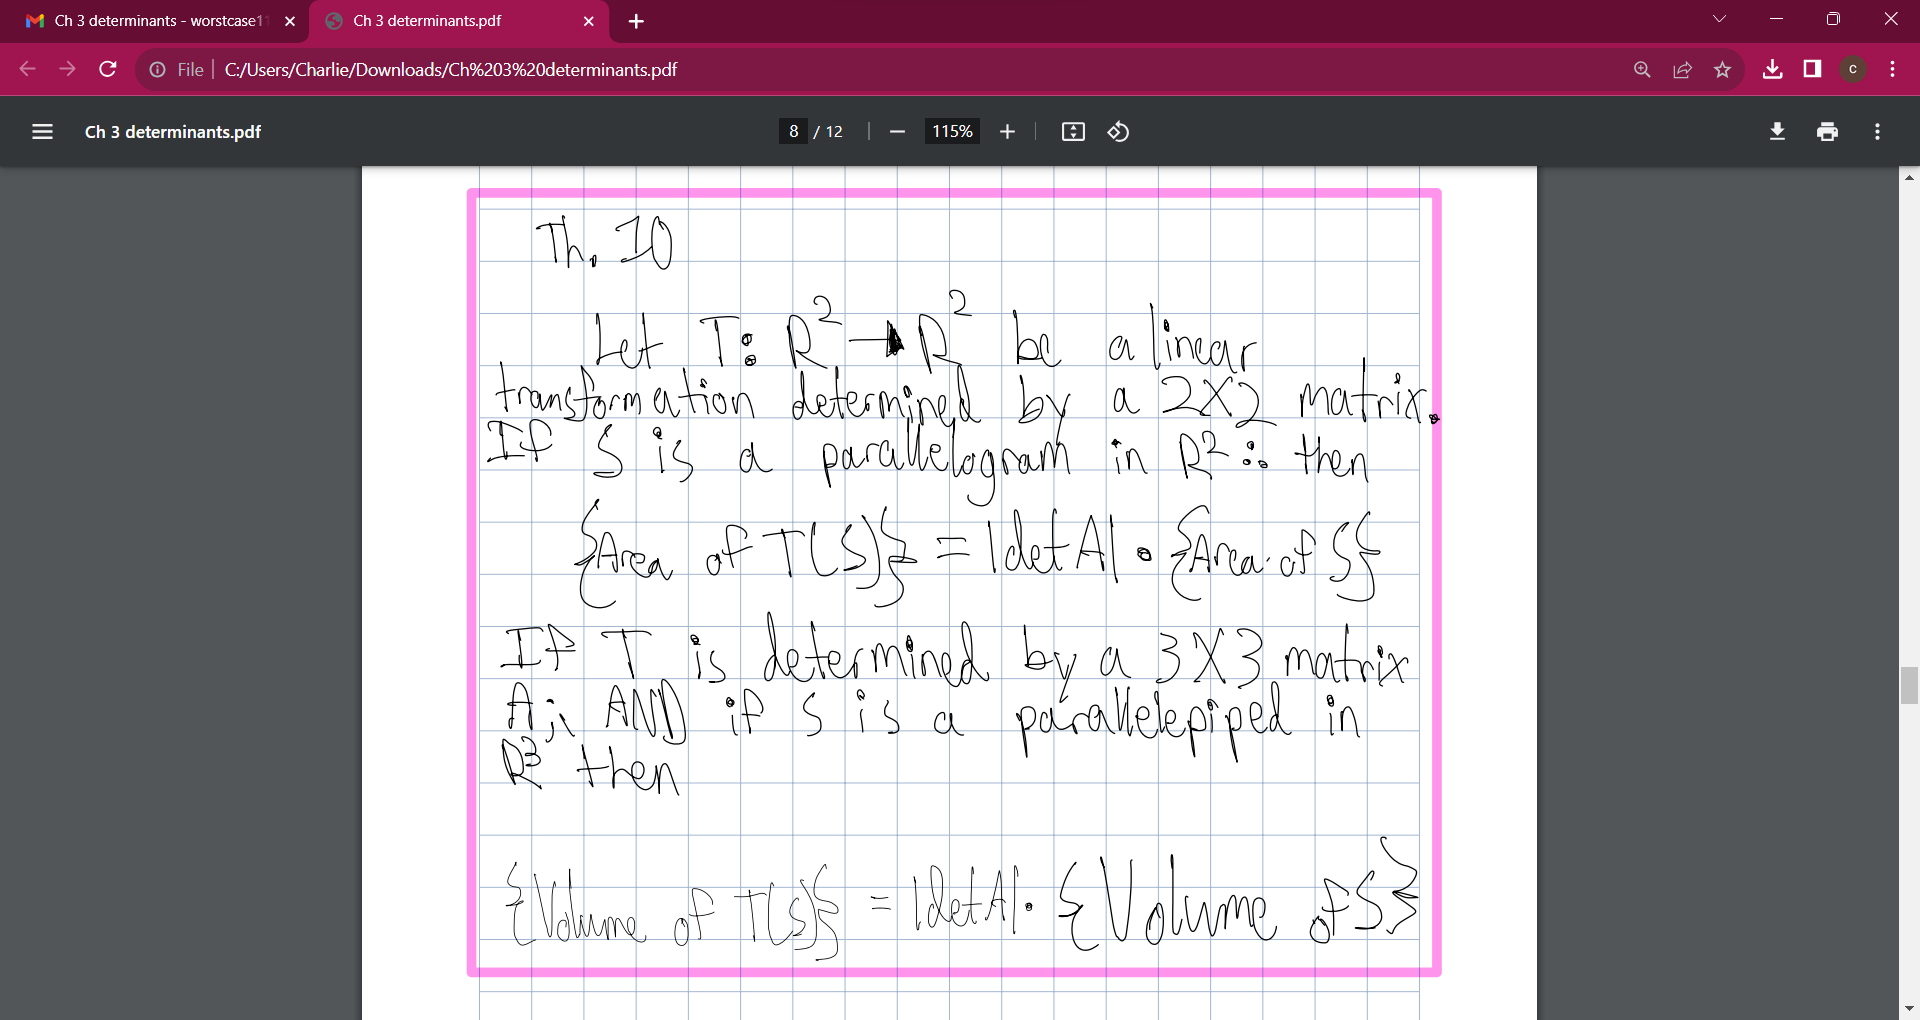 Ch 3 determinants - worstcase11
Ch 3 determinants.pdf
File C:/Users/Charlie/Downloads/Ch%203%20determinants.pdf
c
Ch 3 determinants.pdf
8 / 12
115%
Th. 10
Let T: R² → R² be a linear
transformation determined by a 2X2 matrix.
If S is a parallelogram in R² ∴ then
{Area of T(S)} = |det A| • {Area of S}
If T is determined by a 3X3 matrix
A; AND if S is a parallelepiped in
R³ then
{Volume of T(S)} = |det A| • {Volume of S}